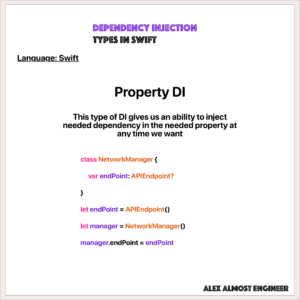 DEPENDENCY INJECTION
TYPES IN SWIFT
Language: Swift
Property DI
This type of DI gives us an ability to inject
needed dependency in the needed property at
any time we want
class NetworkManager {
var endPoint: APIEndpoint?
}
let endPoint = APIEndpoint()
let manager = NetworkManager()
manager.endPoint = endPoint
ALEX ALMOST ENGINEER